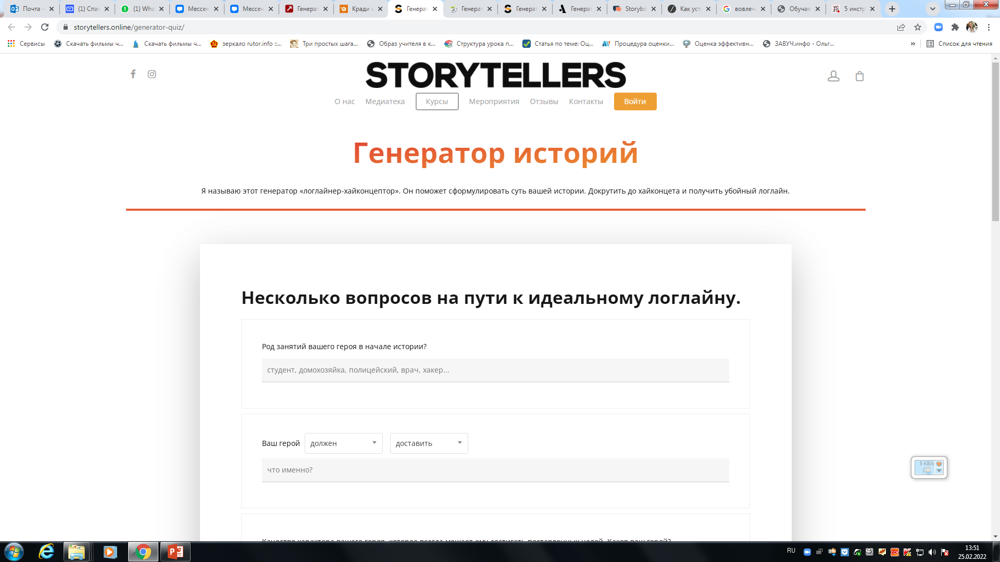 Почта -
(1) Спа
(1) Wha
Мессен
Мессен
Генерат
Кради к
Генерат
Генерат
Генерат
Генерат
Storybo
Как уст
вовлеч
Обучае
5 инстр
storytellers.online/generator-quiz/
Сервисы
Скачать фильмы ч...
Скачать фильмы ч...
зеркало rutor.info ::...
Три простых шага...
Образ учителя в к...
Структура урока п...
Статья по теме: Оц...
Процедура оценки...
Оценка эффективн...
ЗАВУЧ.инфо - Ольг...
»
Список для чтения
STORYTELLERS
О нас Медиатека Курсы Мероприятия Отзывы Контакты Войти
Генератор историй
Я называю этот генератор «логлайнер-хайконцептор». Он поможет сформулировать суть вашей истории. Докрутить до хайконцета и получить убойный логлайн.
Несколько вопросов на пути к идеальному логлайну.
Род занятий вашего героя в начале истории?
студент, домохозяйка, полицейский, врач, хакер...
Ваш герой должен доставить
что именно?
5 KB/s
Качество характера вашего героя, которое всегда мешает ему достигать поставленных целей. Каков ваш герой?
RU
13:51
25.02.2022